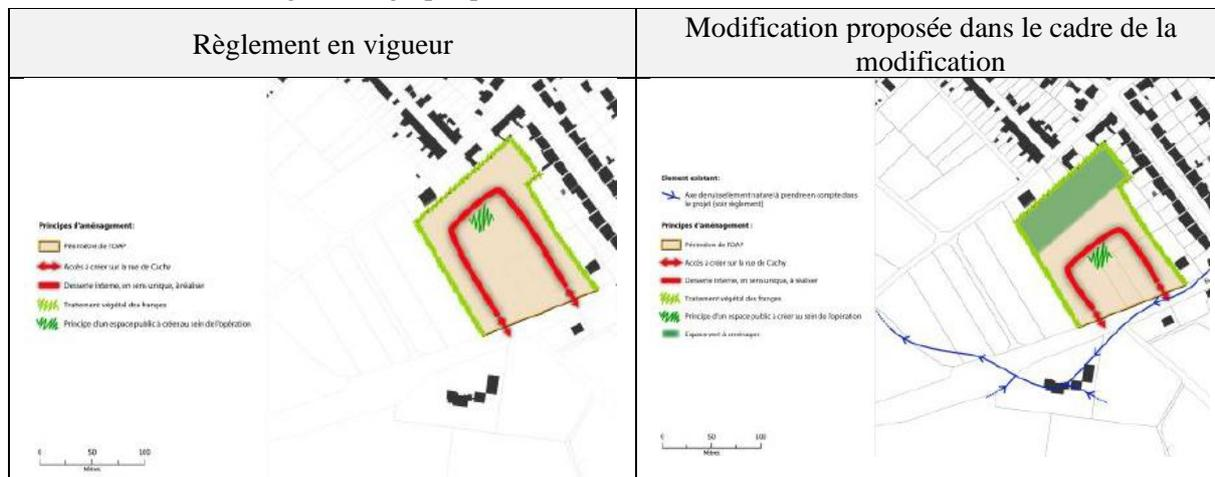 Règlement en vigueur
Modification proposée dans le cadre de la
modification
Principes d'aménagement :
Périmètre de l'OAP
Accès à créer sur la rue de Cachy
Desserte interne, en sens unique, à réaliser
Traitement végétal des franges
Principe d'un espace public à créer au sein de l'opération
0 50 100
Mètres
Element existant :
Axe de ruissellement naturel à prendre en compte dans
le projet (voir règlement)
Principes d'aménagement :
Périmètre de l'OAP
Accès à créer sur la rue de Cachy
Desserte interne, en sens unique, à réaliser
Traitement végétal des franges
Principe d'un espace public à créer au sein de l'opération
Espace vert à aménager
0 50 100
Mètres